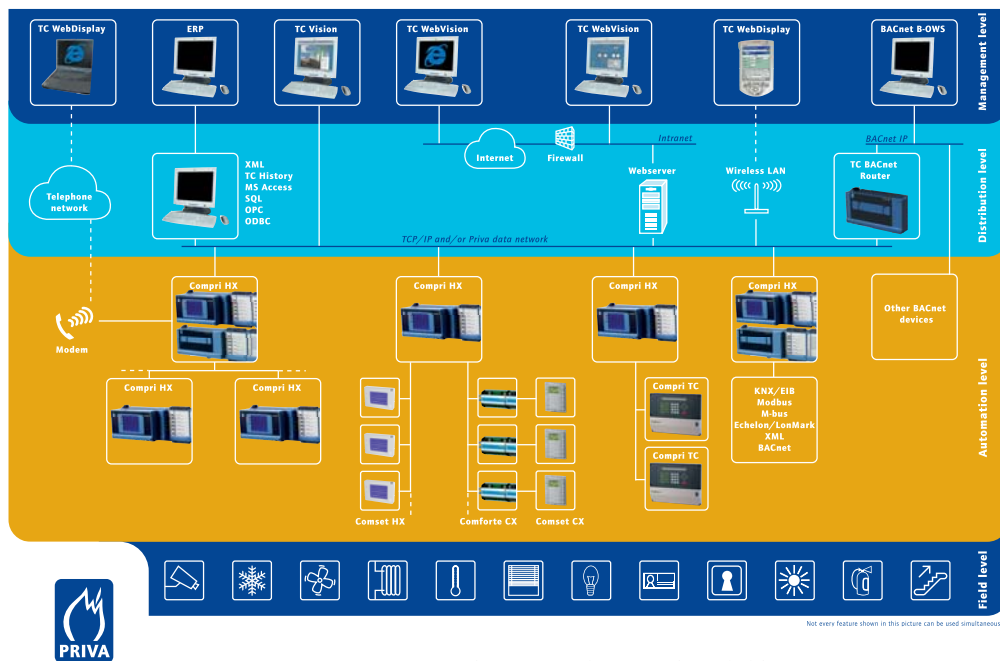 TC WebDisplay
ERP
TC Vision
TC WebVision
TC WebVision
TC WebDisplay
BACnet B-OWS
Management level
Internet
Firewall
Intranet
BACnet IP
Telephone
network
XML
TC History
MS Access
SQL
OPC
ODBC
Webserver
Wireless LAN
TC BACnet
Router
Distribution level
TCP/IP and/or Priva data network
Compri HX
Compri HX
Compri HX
Compri HX
Other BACnet
devices
Modem
Compri HX
Compri HX
Compri TC
Compri TC
KNX/EIB
Modbus
M-bus
Echelon/LonMark
XML
BACnet
Automation level
Comset HX
Comforte CX
Comset CX
Field level
Not every feature shown in this picture can be used simultaneous
PRIVA